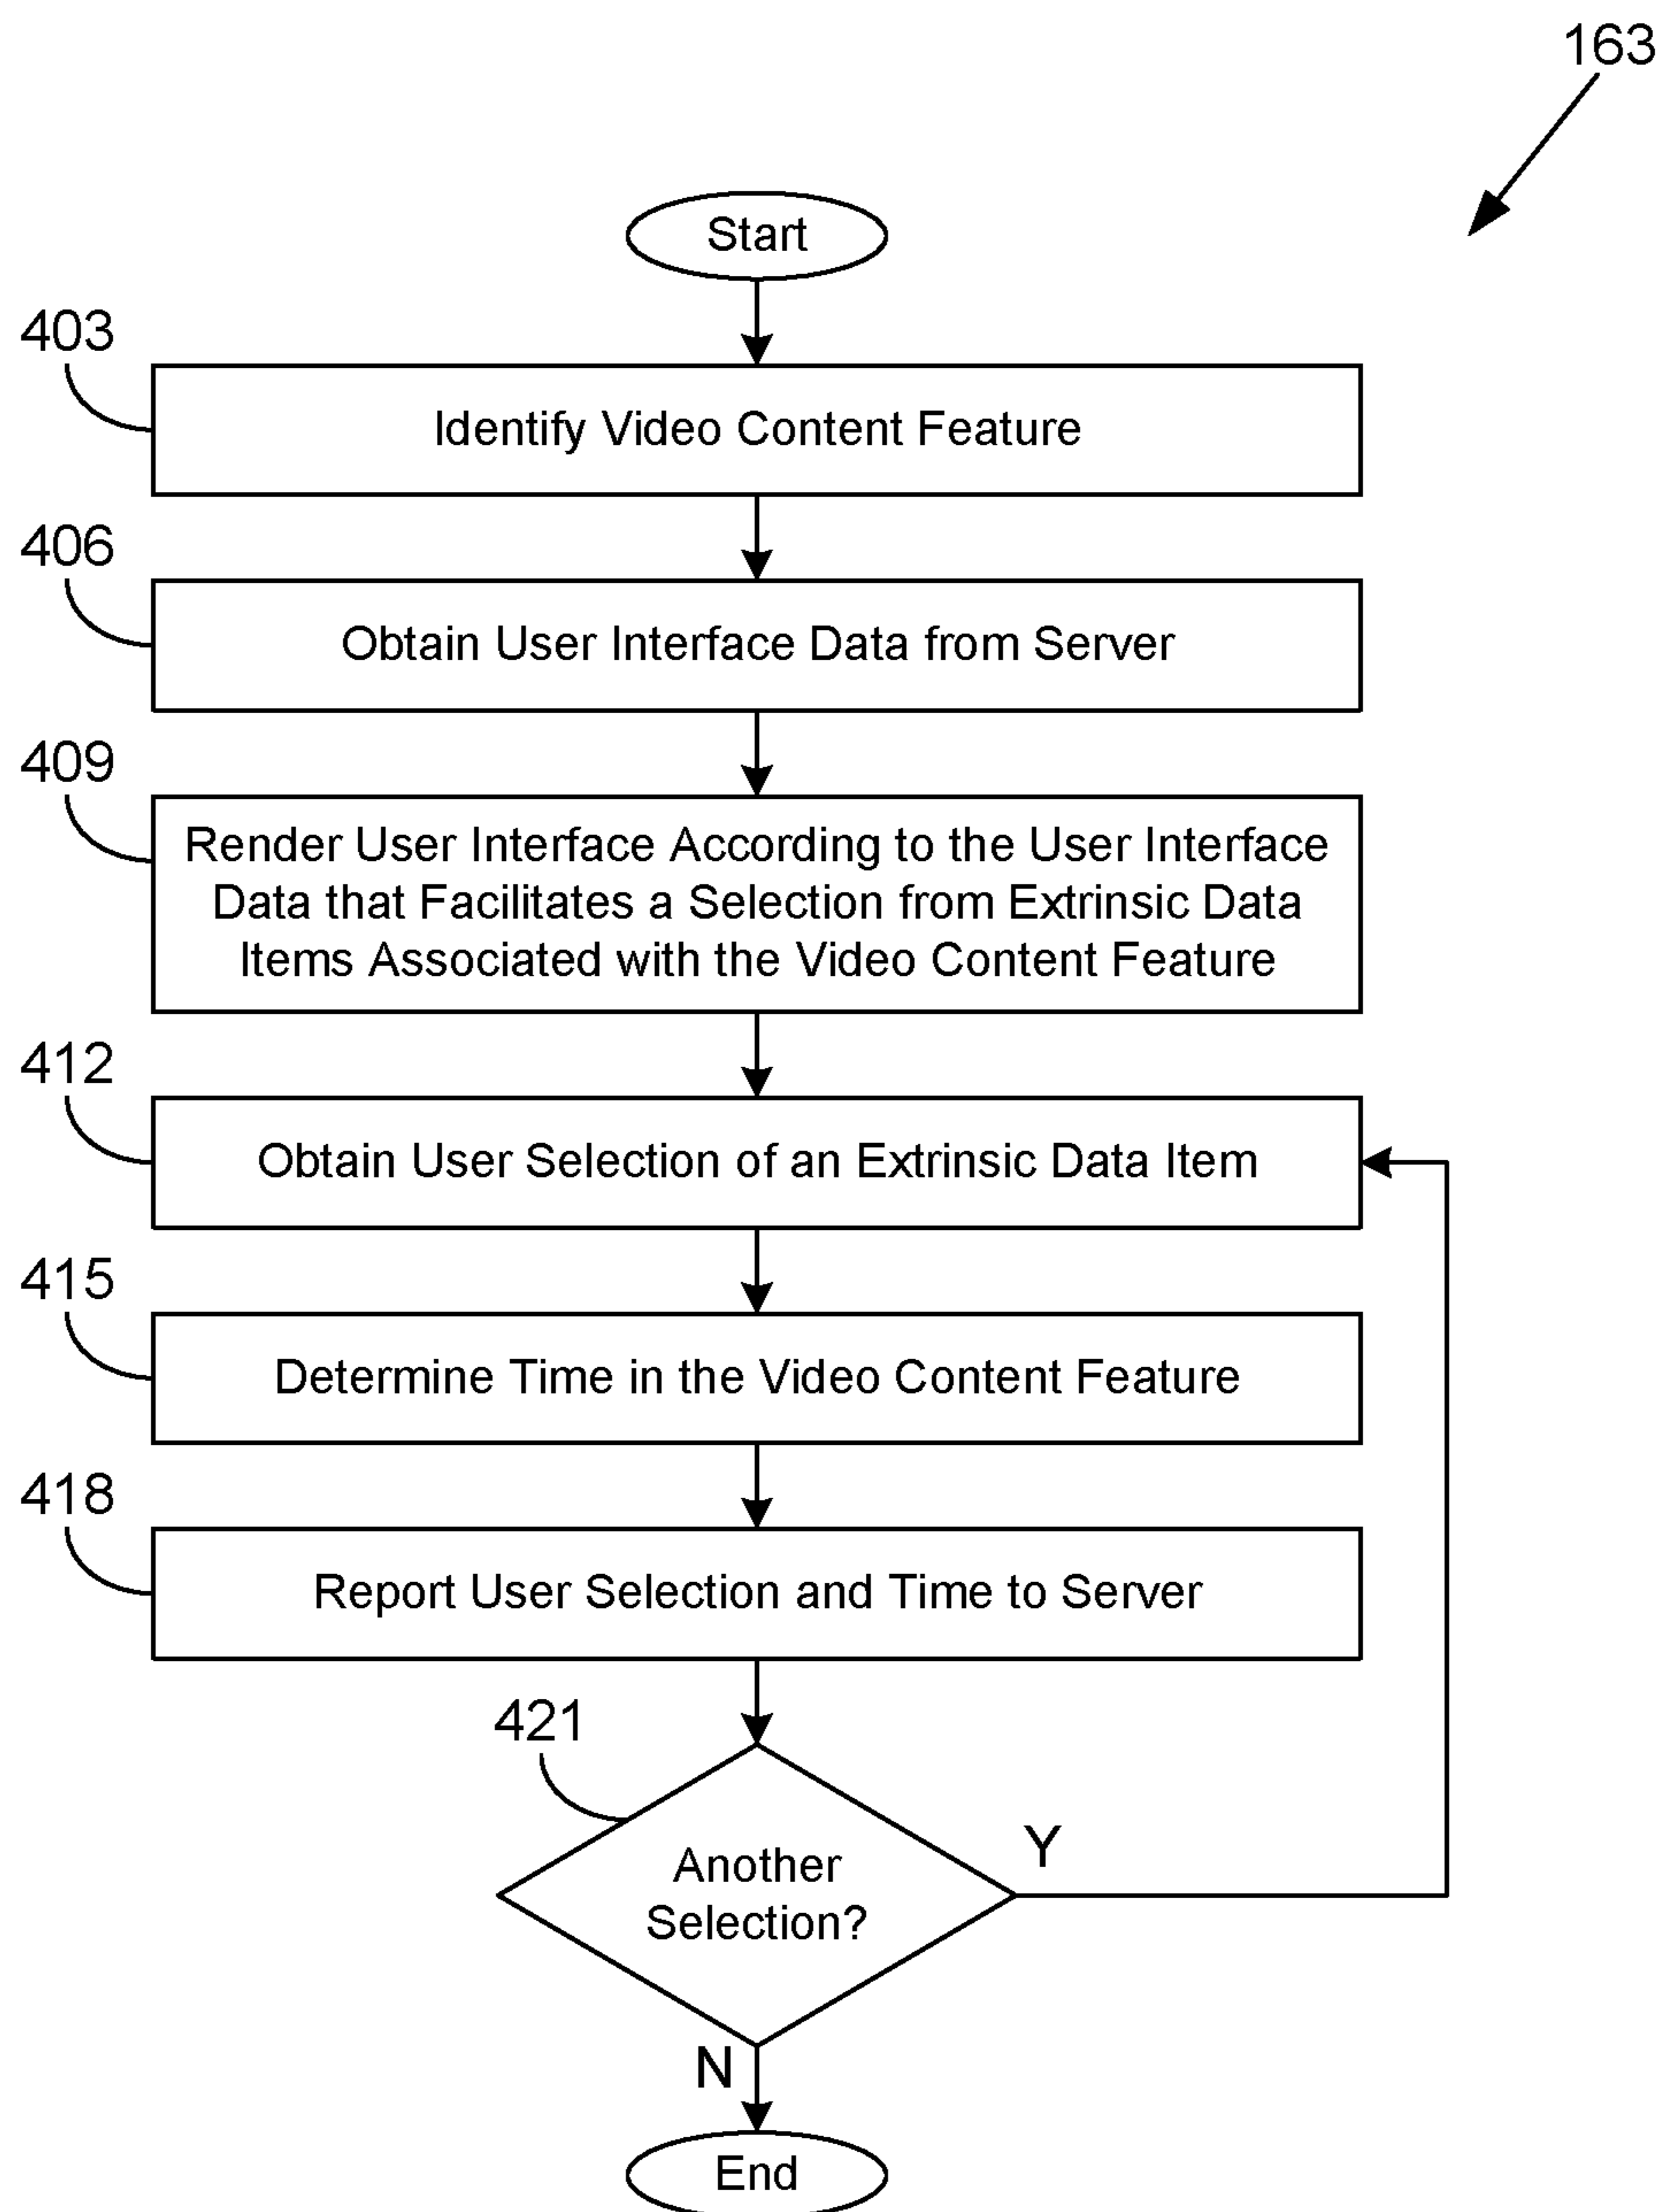 163
Start
403
Identify Video Content Feature
406
Obtain User Interface Data from Server
409
Render User Interface According to the User Interface
Data that Facilitates a Selection from Extrinsic Data
Items Associated with the Video Content Feature
412
Obtain User Selection of an Extrinsic Data Item
415
Determine Time in the Video Content Feature
418
Report User Selection and Time to Server
421
Another
Selection?
Y
N
End